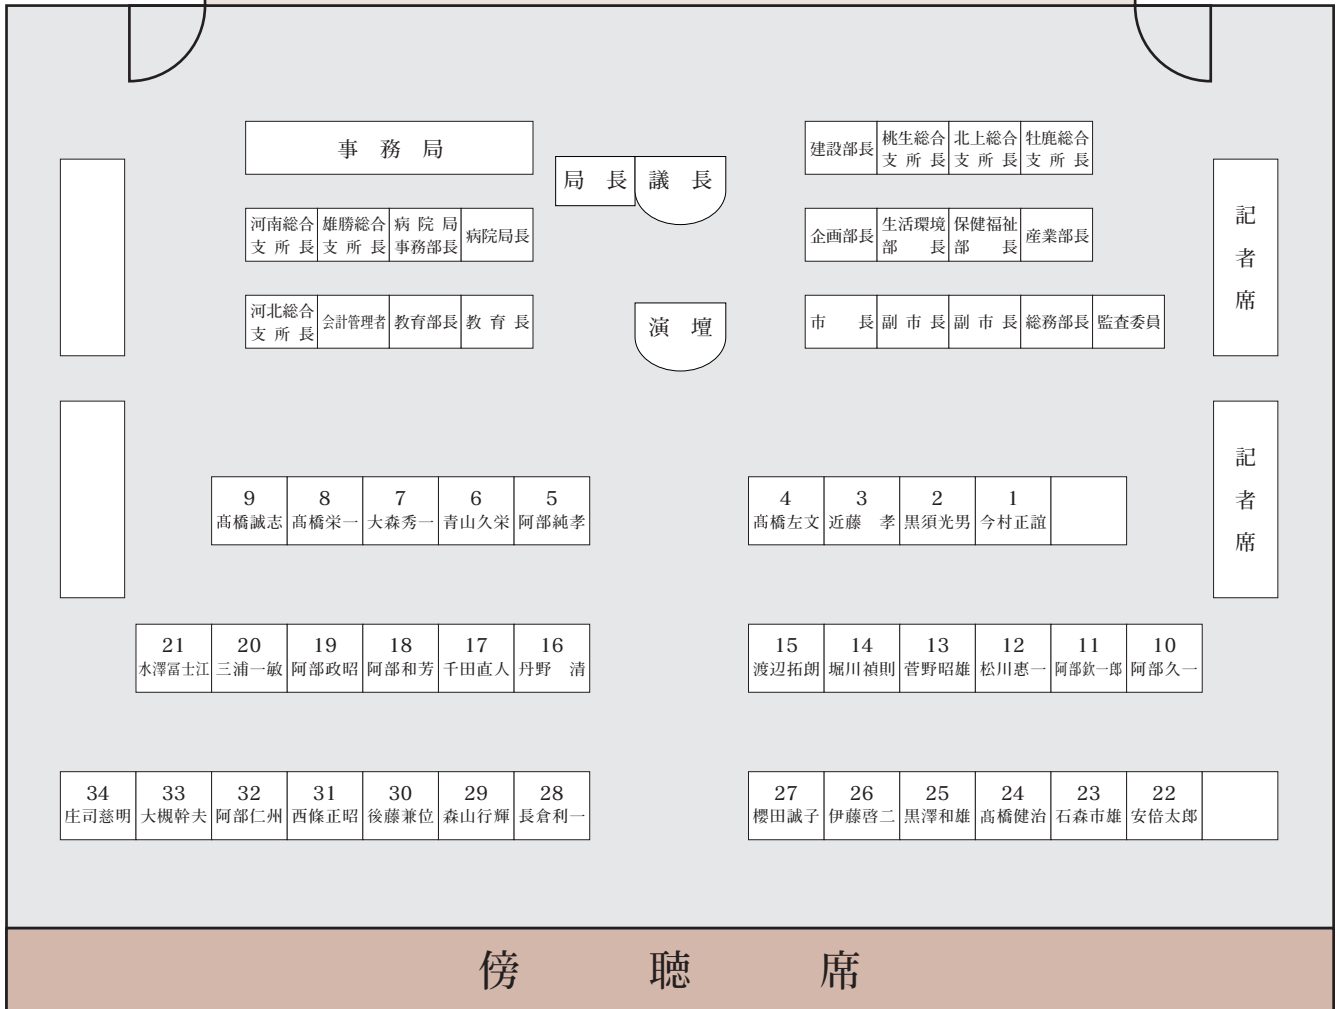 事務局
局長 議長
建設部長 桃生総合支所長 北上総合支所長 牡鹿総合支所長
河南総合支所長 雄勝総合支所長 病院局事務部長 病院局長
企画部長 生活環境部長 保健福祉部長 産業部長
記者席
河北総合支所長 会計管理者 教育部長 教育長
演壇
市長 副市長 副市長 総務部長 監査委員
記者席
9 8 7 6 5
髙橋誠志 髙橋栄一 大森秀一 青山久栄 阿部純孝
4 3 2 1
髙橋左文 近藤 孝 黒須光男 今村正誼
21 20 19 18 17 16
水澤冨士江 三浦一敏 阿部政昭 阿部和芳 千田直人 丹野 清
15 14 13 12 11 10
渡辺拓朗 堀川禎則 菅野昭雄 松川恵一 阿部欽一郎 阿部久一
34 33 32 31 30 29 28
庄司慈明 大槻幹夫 阿部仁州 西條正昭 後藤兼位 森山行輝 長倉利一
27 26 25 24 23 22
櫻田誠子 伊藤啓二 黒澤和雄 髙橋健治 石森市雄 安倍太郎
傍聴席